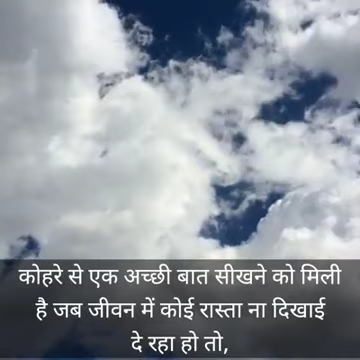 कोहरे से एक अच्छी बात सीखने को मिली
है जब जीवन में कोई रास्ता ना दिखाई
दे रहा हो तो,